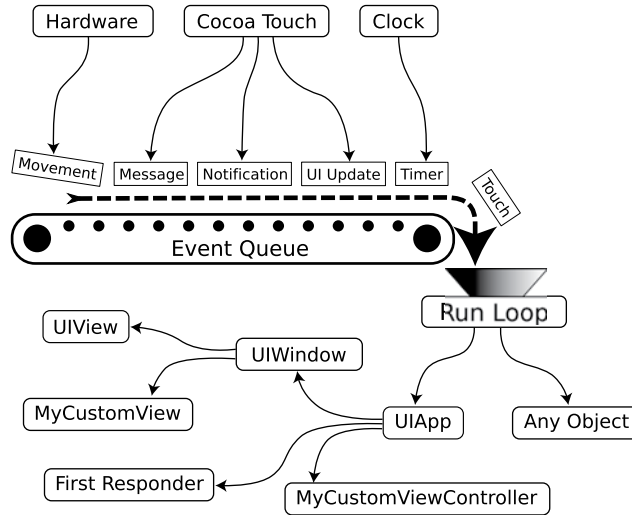 Hardware
Cocoa Touch
Clock
Movement
Message
Notification
UI Update
Timer
Touch
Event Queue
Run Loop
UIView
UIWindow
MyCustomView
UIApp
Any Object
First Responder
MyCustomViewController